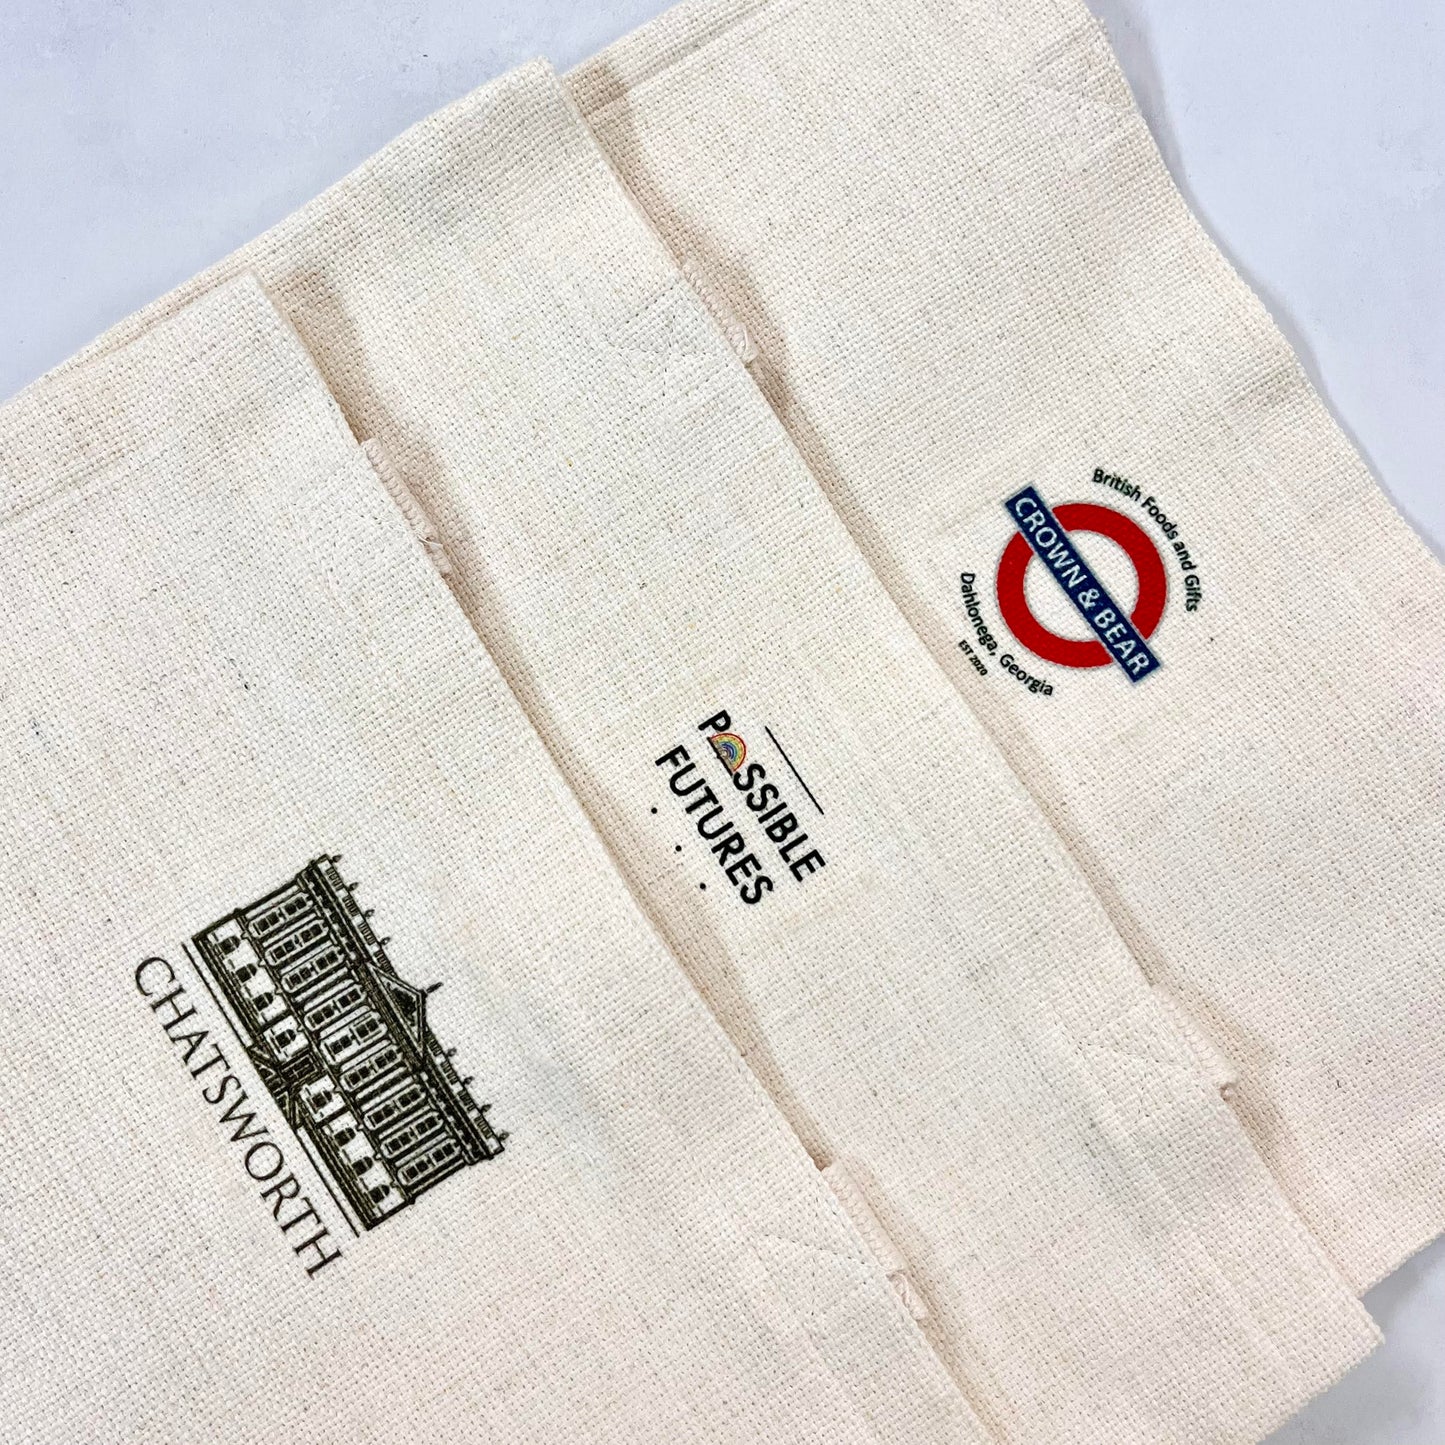 CHATSWORTH
POSSIBLE
FUTURES
British Foods and Gifts
CROWN & BEAR
Dahlonega, Georgia
EST 2020